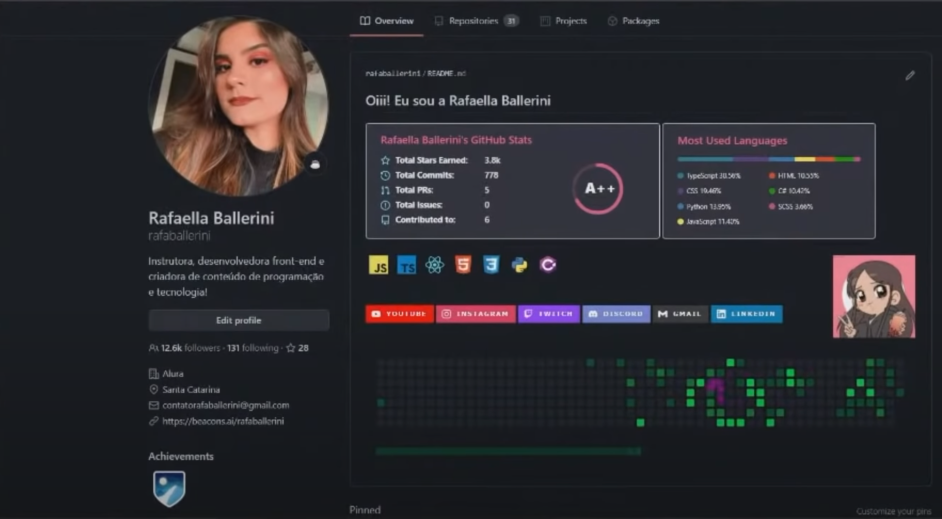 Overview Repositories 31 Projects Packages
rafaballerini / README.md
Oiii! Eu sou a Rafaella Ballerini
Rafaella Ballerini's GitHub Stats
Total Stars Earned: 3.8k
Total Commits: 778
Total PRs: 5
Total Issues: 0
Contributed to: 6
A++
Most Used Languages
TypeScript 30.56% HTML 10.55%
CSS 19.46% C# 10.42%
Python 13.95% SCSS 3.66%
JavaScript 11.42%
Rafaella Ballerini
rafaballerini
Instrutora, desenvolvedora front-end e
criadora de conteúdo de programação
e tecnologia!
Edit profile
12.6k followers · 131 following · 28
Alura
Santa Catarina
contatorafaballerini@gmail.com
https://beacons.ai/rafaballerini
Achievements
JS TS
YOUTUBE INSTAGRAM TWITCH DISCORD GMAIL LINKEDIN
Pinned Customize your pins